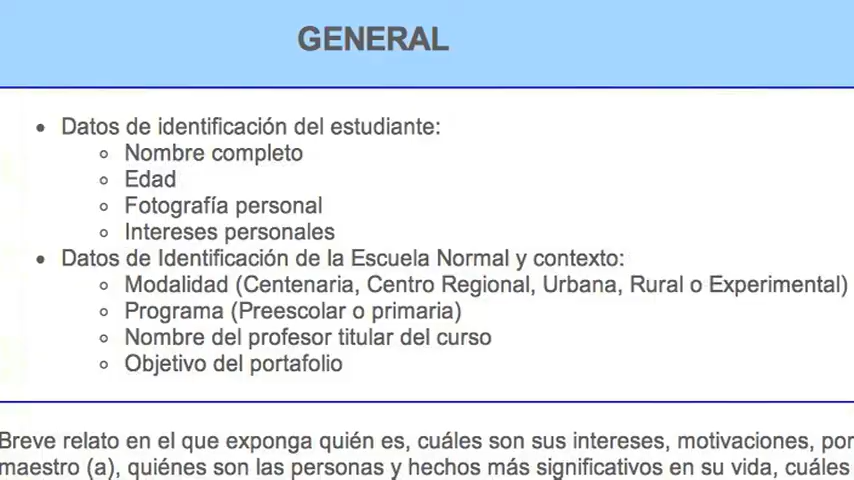 GENERAL
Datos de identificación del estudiante:
Nombre completo
Edad
Fotografía personal
Intereses personales
Datos de Identificación de la Escuela Normal y contexto:
Modalidad (Centenaria, Centro Regional, Urbana, Rural o Experimental)
Programa (Preescolar o primaria)
Nombre del profesor titular del curso
Objetivo del portafolio
Breve relato en el que exponga quién es, cuáles son sus intereses, motivaciones, por
maestro (a), quiénes son las personas y hechos más significativos en su vida, cuáles